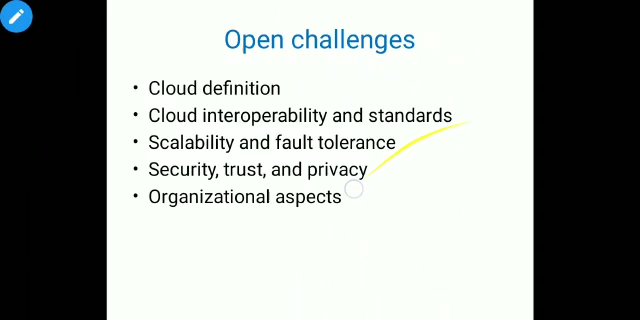 Open challenges
• Cloud definition
• Cloud interoperability and standards
• Scalability and fault tolerance
• Security, trust, and privacy
• Organizational aspects